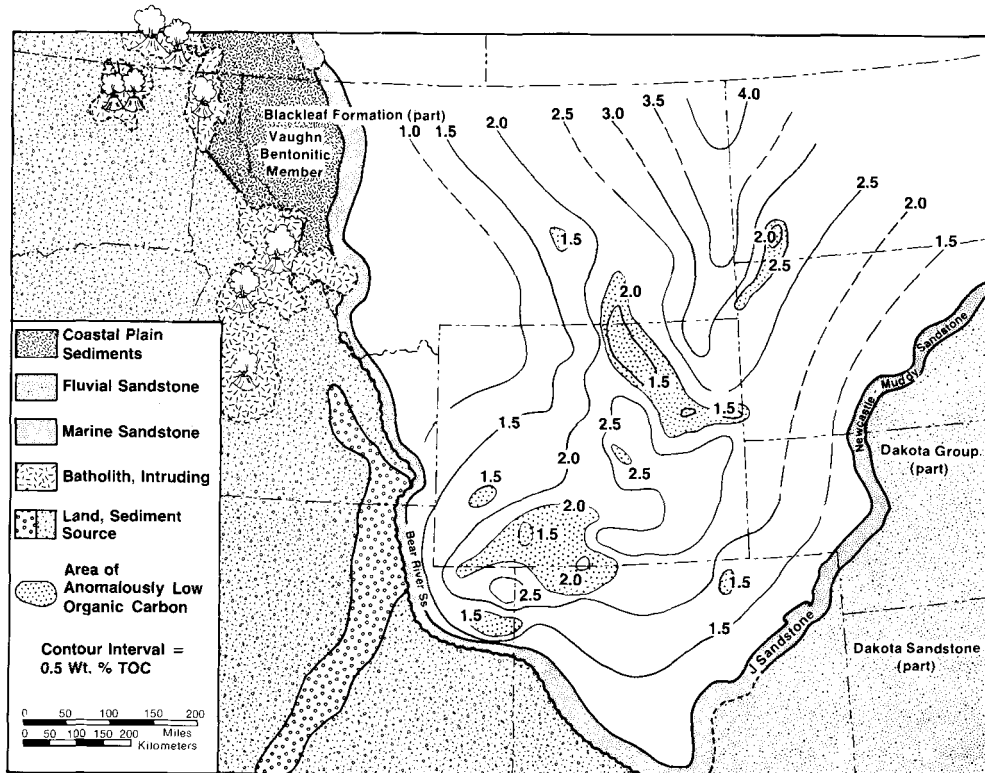 Blackleaf Formation (part)
Vaughn
Bentonitic
Member
1.0
1.5
2.0
2.5
3.0
3.5
4.0
2.5
2.0
1.5
1.5
2.0
2.5
2.0
1.5
1.5
1.5
2.5
2.0
2.5
1.5
2.0
1.5
2.0
2.5
1.5
1.5
1.5
Bear River Ss
J Sandstone
Newcastle
Muddy
Sandstone
Dakota Group
(part)
Dakota Sandstone
(part)
Coastal Plain
Sediments
Fluvial Sandstone
Marine Sandstone
Batholith, Intruding
Land, Sediment
Source
Area of
Anomalously Low
Organic Carbon
Contour Interval =
0.5 Wt. % TOC
0 50 100 150 200
Miles
0 50 100 150 200
Kilometers